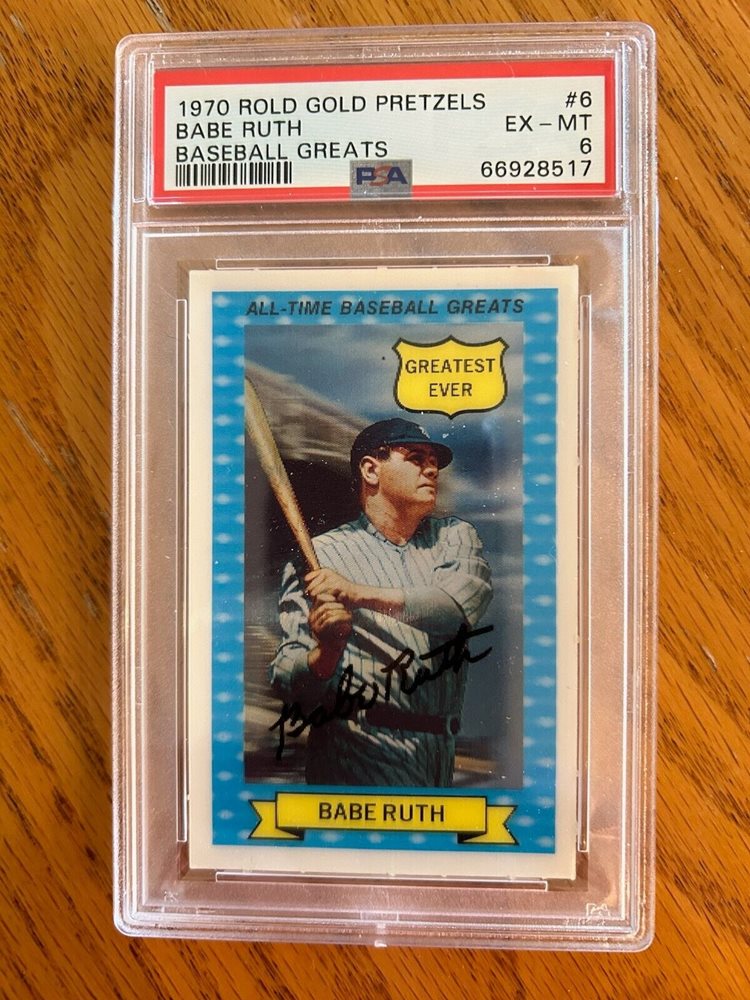 1970 ROLD GOLD PRETZELS #6
BABE RUTH EX – MT
BASEBALL GREATS 6
PSA 66928517
ALL-TIME BASEBALL GREATS
GREATEST
EVER
Babe Ruth
BABE RUTH